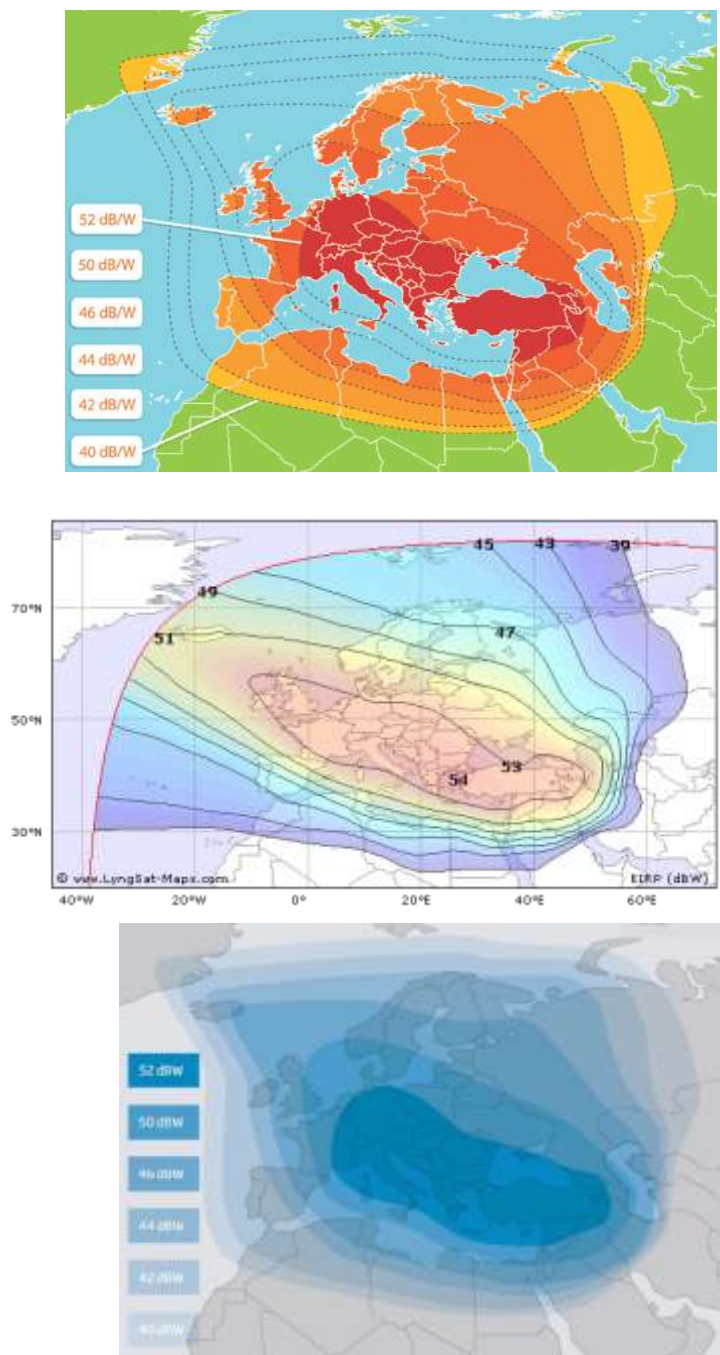 52 dB/W
50 dB/W
46 dB/W
44 dB/W
42 dB/W
40 dB/W
45 43 39
49
70°N
51 47
50°N
53
54
30°N
© www.LyngSat-Maps.com EIRP (dBW)
40°W 20°W 0° 20°E 40°E 60°E
52 dBW
50 dBW
46 dBW
44 dBW
42 dBW
40 dBW